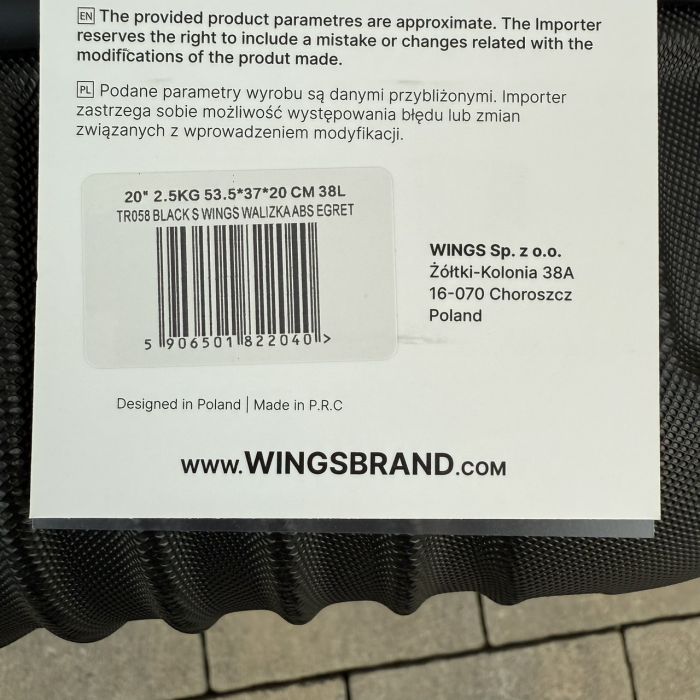 EN The provided product parametres are approximate. The Importer
reserves the right to include a mistake or changes related with the
modifications of the produt made.
PL Podane parametry wyrobu są danymi przybliżonymi. Importer
zastrzega sobie możliwość występowania błędu lub zmian
związanych z wprowadzeniem modyfikacji.
20" 2.5KG 53.5*37*20 CM 38L
TR058 BLACK S WINGS WALIZKA ABS EGRET
5 906501 822040 >
WINGS Sp. z o.o.
Żółtki-Kolonia 38A
16-070 Choroszcz
Poland
Designed in Poland | Made in P.R.C
www.WINGSBRAND.COM